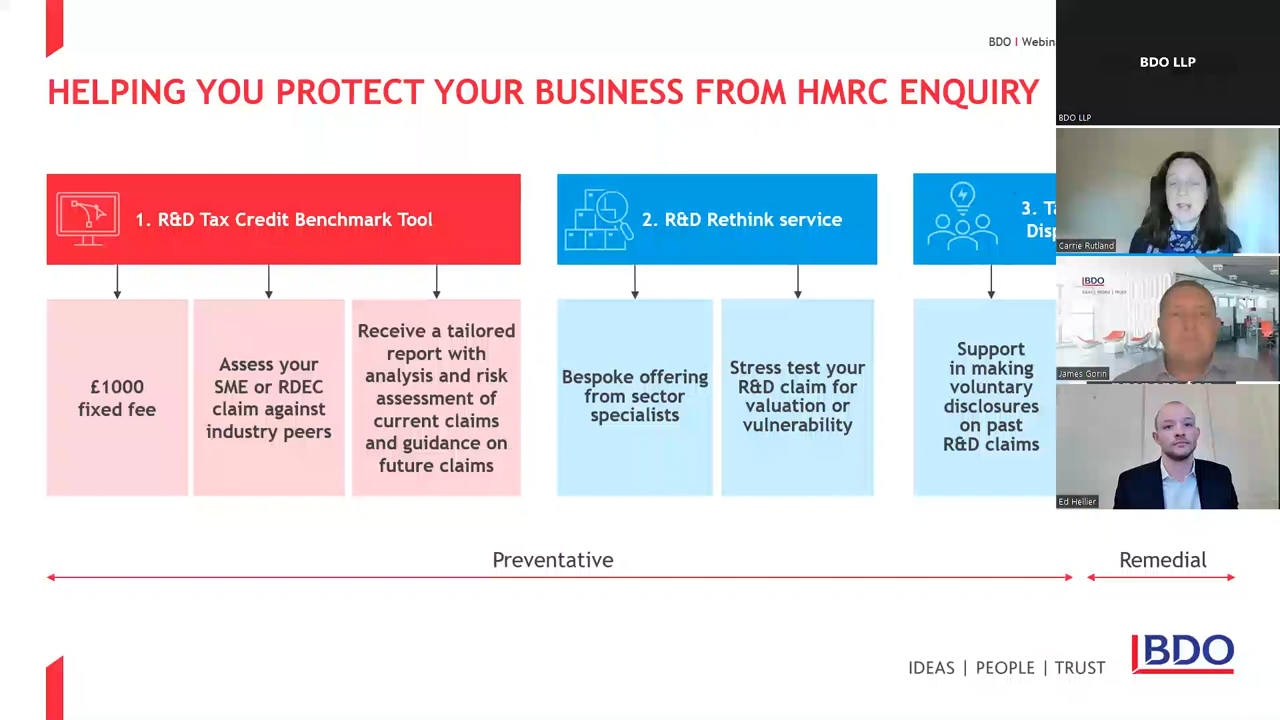 BDO I Webin
HELPING YOU PROTECT YOUR BUSINESS FROM HMRC ENQUIRY
1. R&D Tax Credit Benchmark Tool
£1000
fixed fee
Assess your
SME or RDEC
claim against
industry peers
Receive a tailored
report with
analysis and risk
assessment of
current claims
and guidance on
future claims
2. R&D Rethink service
Bespoke offering
from sector
specialists
Stress test your
R&D claim for
valuation or
vulnerability
3. Ta
Disp
Support
in making
voluntary
disclosures
on past
R&D claims
Preventative
Remedial
IDEAS | PEOPLE | TRUST
BDO
BDO LLP
BDO LLP
Carrie Rutland
BDO
James Gorin
Ed Hellier